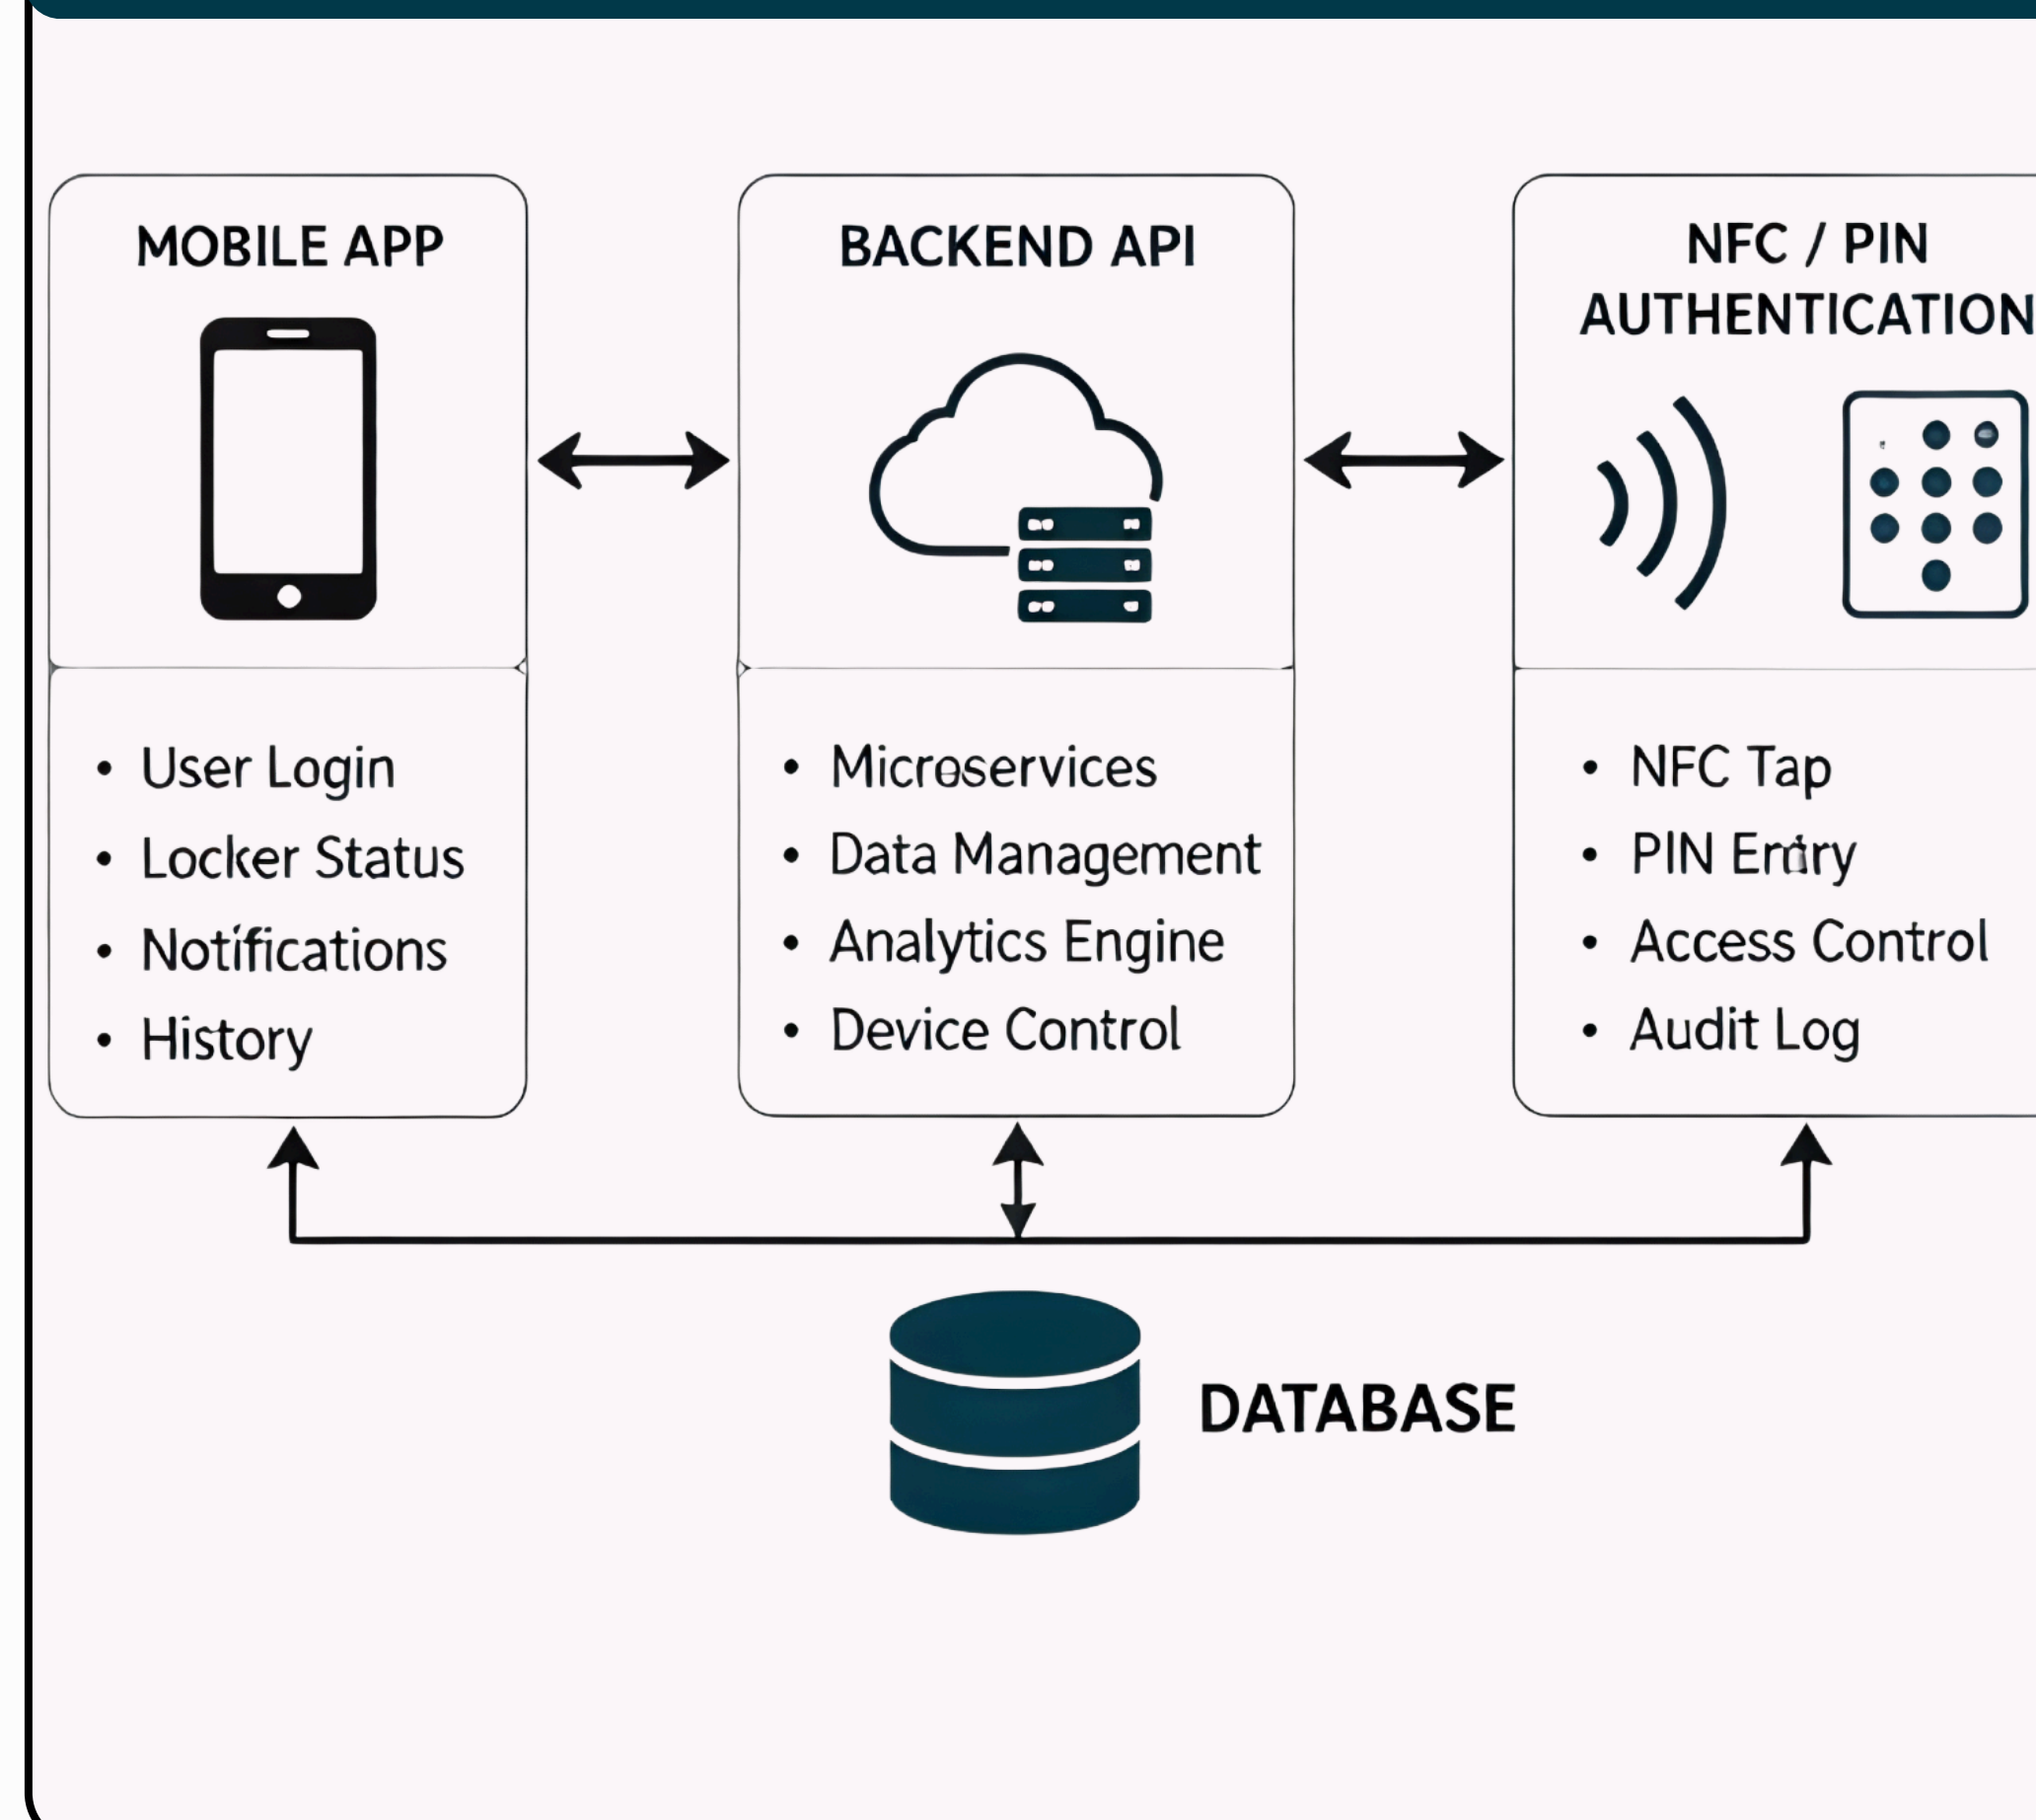 MOBILE APP
• User Login
• Locker Status
• Notifications
• History
BACKEND API
• Microservices
• Data Management
• Analytics Engine
• Device Control
NFC / PIN
AUTHENTICATION
• NFC Tap
• PIN
• Access Control
• Audit Log
DATABASE